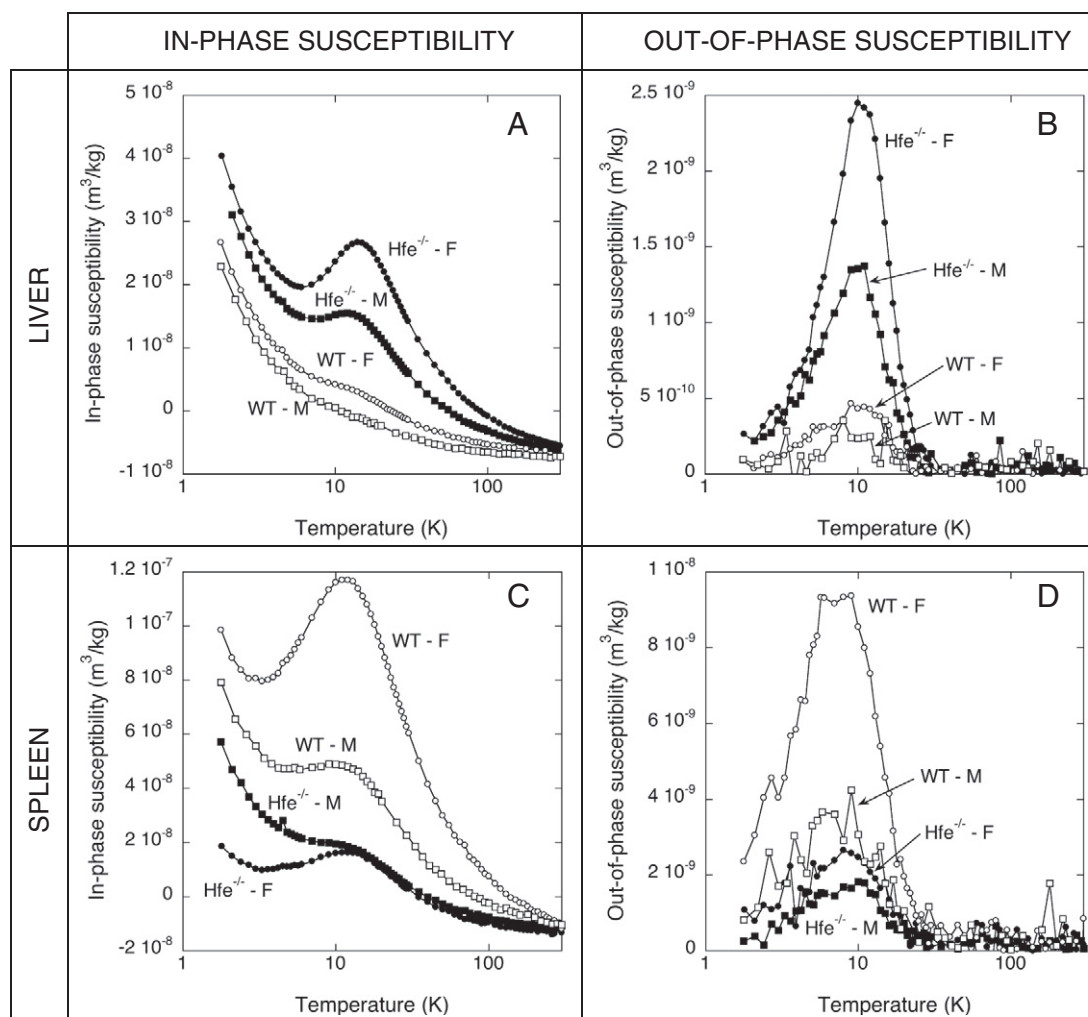 IN-PHASE SUSCEPTIBILITY
OUT-OF-PHASE SUSCEPTIBILITY
LIVER
A
In-phase susceptibility (m³/kg)
5 10⁻⁸
4 10⁻⁸
3 10⁻⁸
2 10⁻⁸
1 10⁻⁸
0
-1 10⁻⁸
Hfe⁻/⁻ - F
Hfe⁻/⁻ - M
WT - F
WT - M
1 10 100
Temperature (K)
B
Out-of-phase susceptibility (m³/kg)
2.5 10⁻⁹
2 10⁻⁹
1 10⁻⁹
1 10⁻⁹
5 10⁻¹⁰
0
Hfe⁻/⁻ - F
Hfe⁻/⁻ - M
WT - F
WT - M
1 10 100
Temperature (K)
SPLEEN
C
In-phase susceptibility (m³/kg)
1.2 10⁻⁷
1 10⁻⁷
8 10⁻⁸
6 10⁻⁸
4 10⁻⁸
2 10⁻⁸
0
-2 10⁻⁸
WT - F
WT - M
Hfe⁻/⁻ - M
Hfe⁻/⁻ - F
1 10 100
Temperature (K)
D
Out-of-phase susceptibility (m³/kg)
1 10⁻⁸
8 10⁻⁹
6 10⁻⁹
4 10⁻⁹
2 10⁻⁹
0
WT - F
WT - M
Hfe⁻/⁻ - F
Hfe⁻/⁻ - M
1 10 100
Temperature (K)